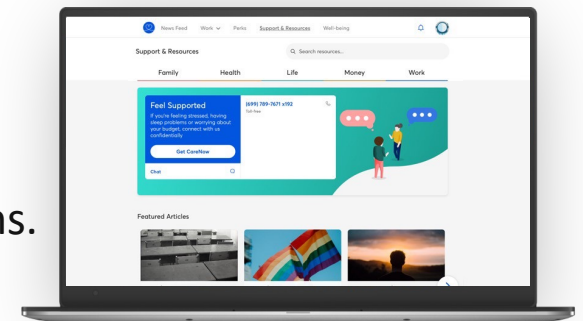 News Feed Work Perks Support & Resources Well-being
Support & Resources
Search resources...
Family Health Life Money Work
Feel Supported
If you're feeling stressed, having
sleep problems or worrying about
your budget, connect with us
confidentially
Get CareNow
Chat
(699) 789-7671 x192
Toll-free
ns.
Featured Articles